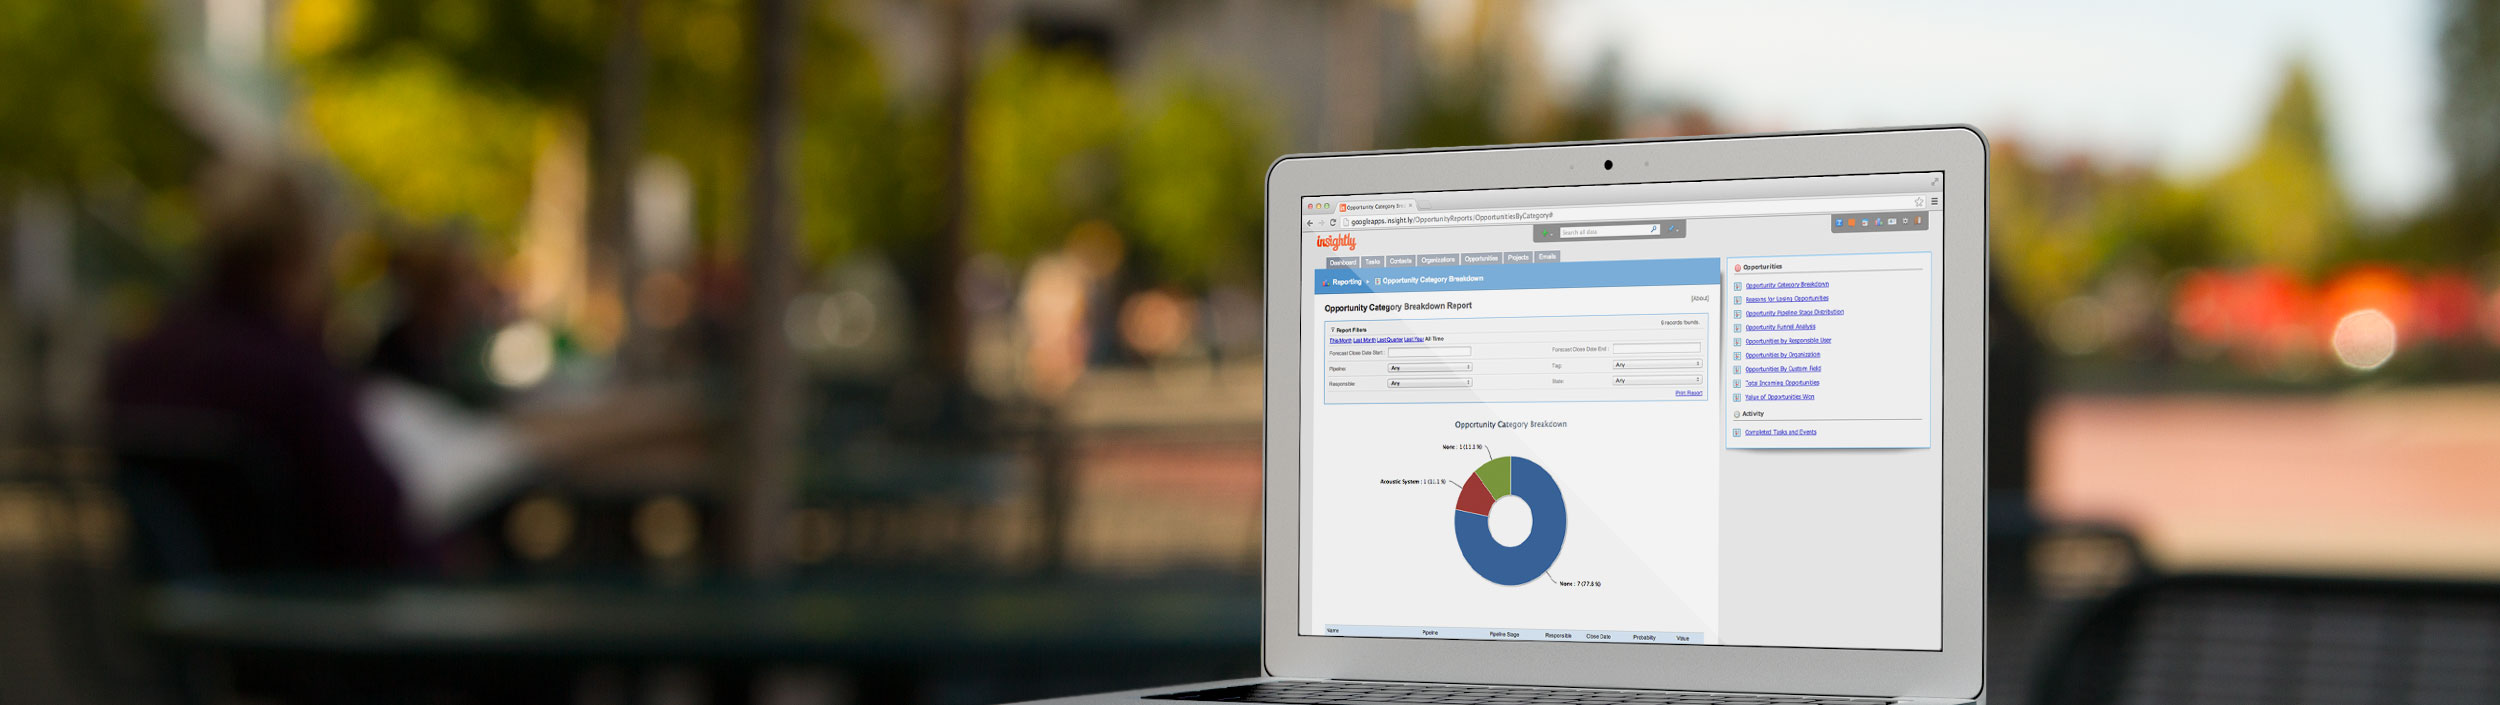 Opportunity Category Bre
googleapps.insight.ly/OpportunityReports/OpportunitiesByCategory#
insightly
Search all data
Dashboard Tasks Contacts Organizations Opportunities Projects Emails
Reporting Opportunity Category Breakdown
Opportunity Category Breakdown Report
[About]
Report Filters
9 records founds.
This Month Last Month Last Quarter Last Year All Time
Forecast Close Date Start :
Forecast Close Date End :
Pipeline: Any
Tag: Any
Responsible: Any
State: Any
Print Report
Opportunity Category Breakdown
None : 1 (11.1 %)
Acoustic System : 1 (11.1 %)
None : 7 (77.8 %)
Name Pipeline Pipeline Stage Responsible Close Date Probability Value
Opportunities
Opportunity Category Breakdown
Reasons for Losing Opportunities
Opportunity Pipeline Stage Distribution
Opportunity Funnel Analysis
Opportunities by Responsible User
Opportunities by Organization
Opportunities By Custom Field
Total Incoming Opportunities
Value of Opportunities Won
Activity
Completed Tasks and Events